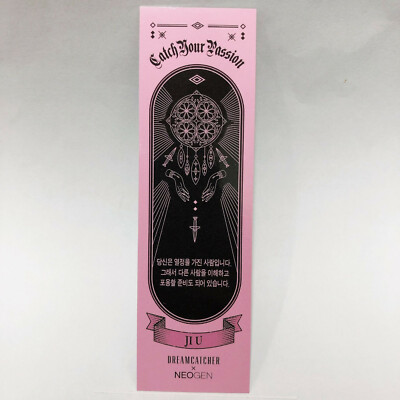 Catch Your Passion
당신은 열정을 가진 사람입니다.
그래서 다른 사람을 이해하고
포용할 준비도 되어 있습니다.
JI U
DREAMCATCHER
×
NEOGEN